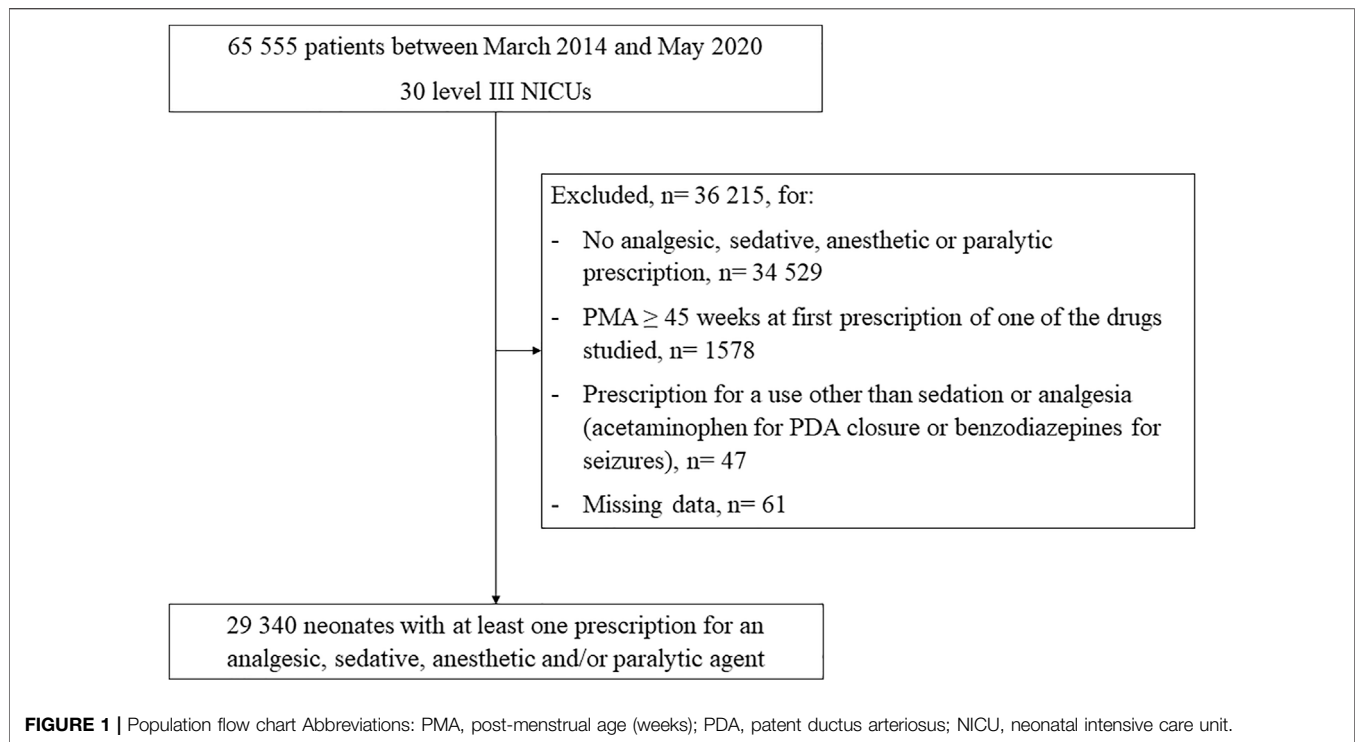 65 555 patients between March 2014 and May 2020
30 level III NICUs
Excluded, n= 36 215, for:
- No analgesic, sedative, anesthetic or paralytic
prescription, n= 34 529
- PMA ≥ 45 weeks at first prescription of one of the drugs
studied, n= 1578
- Prescription for a use other than sedation or analgesia
(acetaminophen for PDA closure or benzodiazepines for
seizures), n= 47
- Missing data, n= 61
29 340 neonates with at least one prescription for an
analgesic, sedative, anesthetic and/or paralytic agent
FIGURE 1 | Population flow chart Abbreviations: PMA, post-menstrual age (weeks); PDA, patent ductus arteriosus; NICU, neonatal intensive care unit.